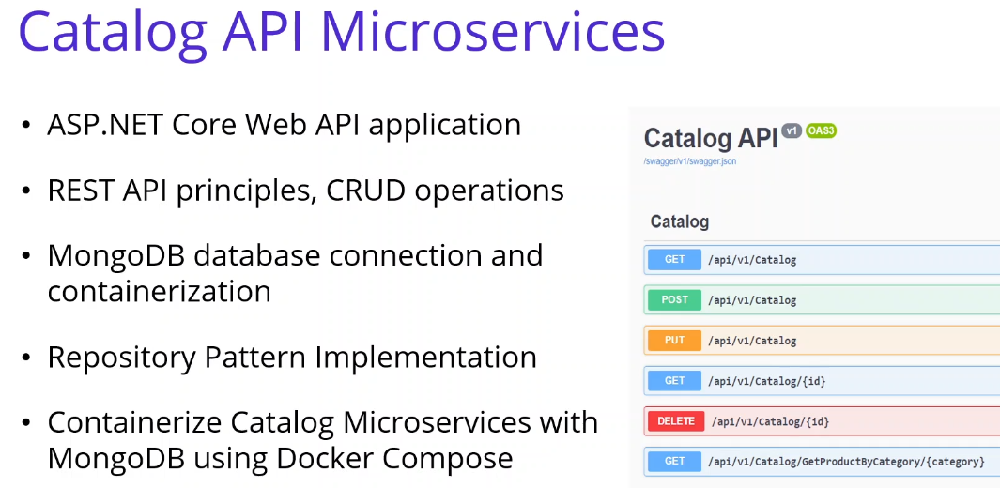 Catalog API Microservices
• ASP.NET Core Web API application
• REST API principles, CRUD operations
• MongoDB database connection and
containerization
• Repository Pattern Implementation
• Containerize Catalog Microservices with
MongoDB using Docker Compose
Catalog API v1 OAS3
/swagger/v1/swagger.json
Catalog
GET /api/v1/Catalog
POST /api/v1/Catalog
PUT /api/v1/Catalog
GET /api/v1/Catalog/{id}
DELETE /api/v1/Catalog/{id}
GET /api/v1/Catalog/GetProductByCategory/{category}